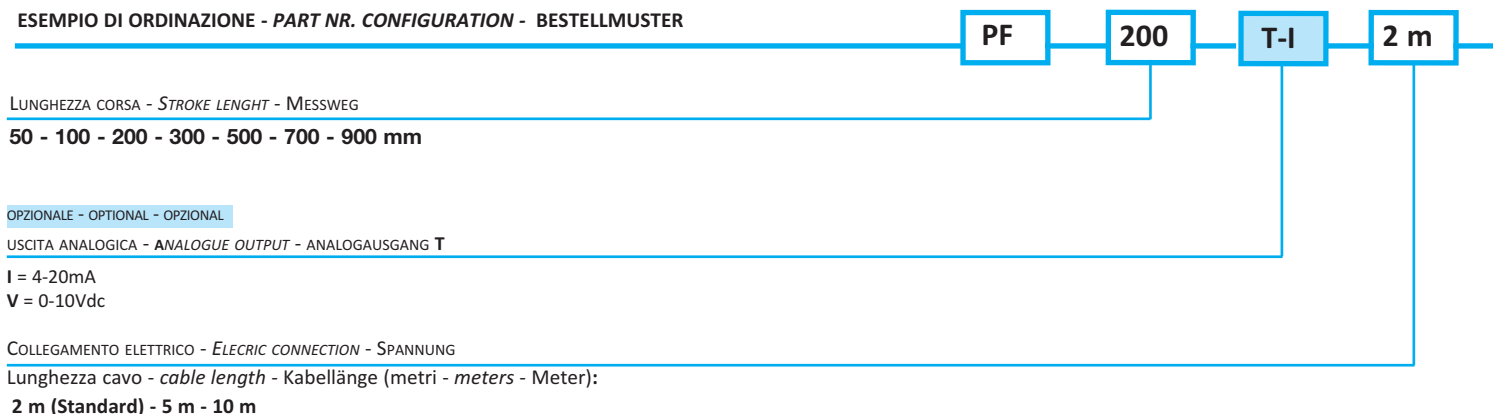 ESEMPIO DI ORDINAZIONE - PART NR. CONFIGURATION - BESTELLMUSTER
PF 200 T-I 2 m
LUNGHEZZA CORSA - STROKE LENGHT - MESSWEG
50 - 100 - 200 - 300 - 500 - 700 - 900 mm
OPZIONALE - OPTIONAL - OPZIONAL
USCITA ANALOGICA - ANALOGUE OUTPUT - ANALOGAUSGANG T
I = 4-20mA
V = 0-10Vdc
COLLEGAMENTO ELETTRICO - ELECRIC CONNECTION - SPANNUNG
Lunghezza cavo - cable length - Kabellänge (metri - meters - Meter):
2 m (Standard) - 5 m - 10 m